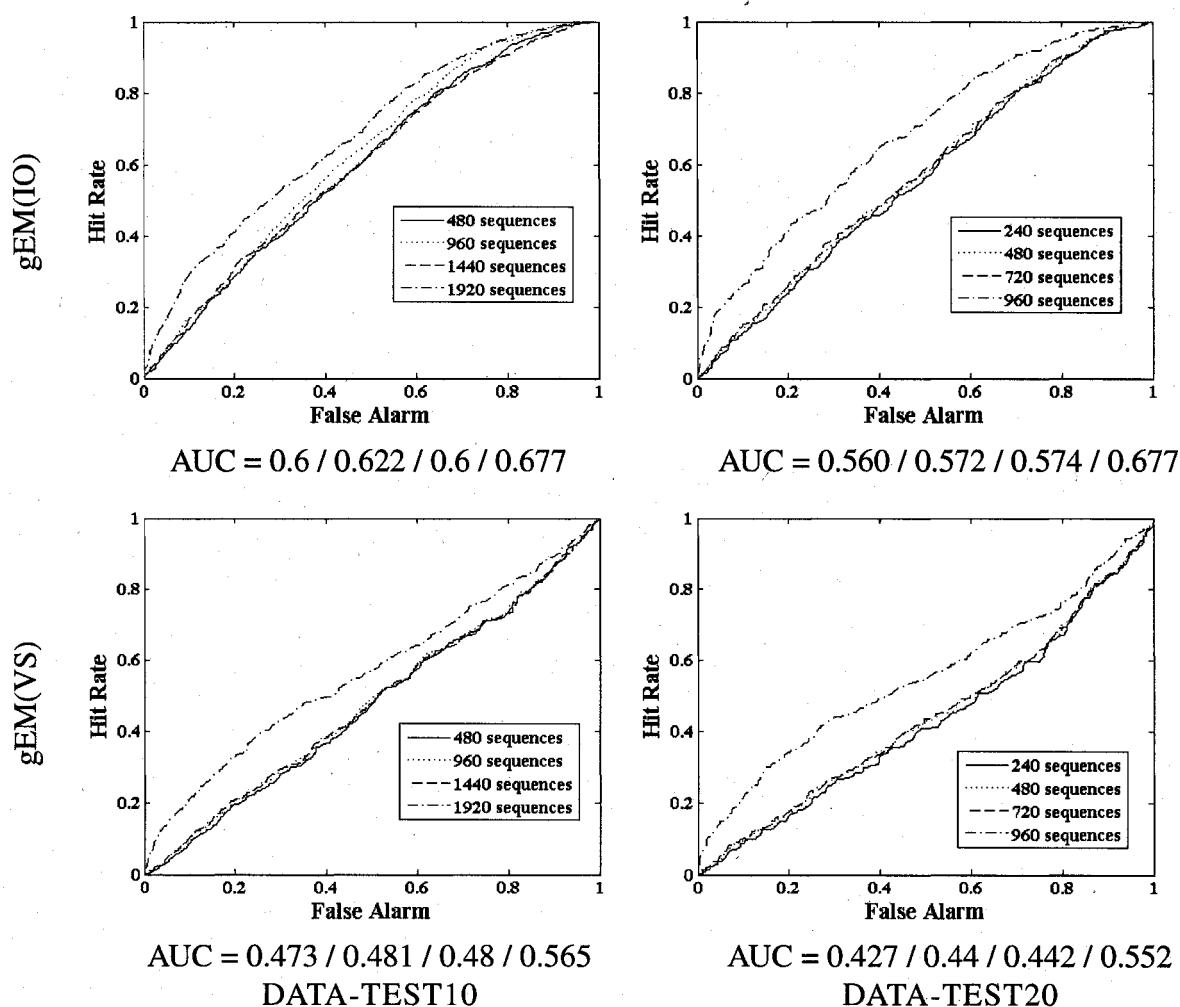 gEM(IO)
Hit Rate
1
0.8
0.6
0.4
0.2
0
0 0.2 0.4 0.6 0.8 1
False Alarm
480 sequences
960 sequences
1440 sequences
1920 sequences
AUC = 0.6 / 0.622 / 0.6 / 0.677
Hit Rate
1
0.8
0.6
0.4
0.2
0
0 0.2 0.4 0.6 0.8 1
False Alarm
240 sequences
480 sequences
720 sequences
960 sequences
AUC = 0.560 / 0.572 / 0.574 / 0.677
gEM(VS)
Hit Rate
1
0.8
0.6
0.4
0.2
0
0 0.2 0.4 0.6 0.8 1
False Alarm
480 sequences
960 sequences
1440 sequences
1920 sequences
AUC = 0.473 / 0.481 / 0.48 / 0.565
DATA-TEST10
Hit Rate
1
0.8
0.6
0.4
0.2
0
0 0.2 0.4 0.6 0.8 1
False Alarm
240 sequences
480 sequences
720 sequences
960 sequences
AUC = 0.427 / 0.44 / 0.442 / 0.552
DATA-TEST20